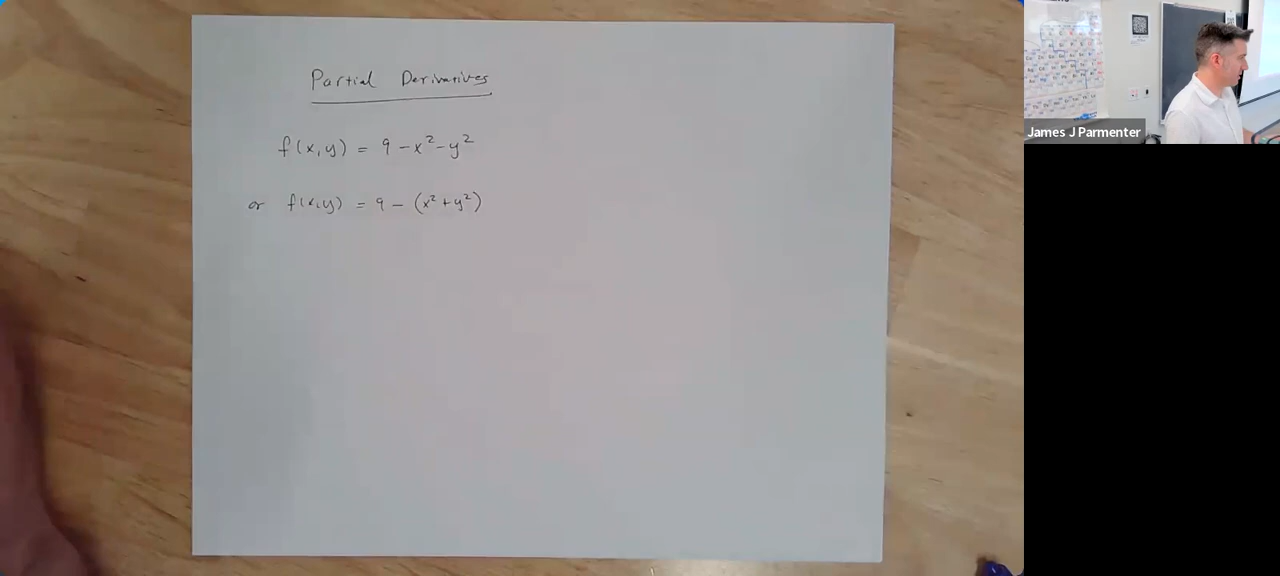 Partial Derivatives
f(x,y) = 9 - x² - y²
or f(x,y) = 9 - (x² + y²)
James J Parmenter